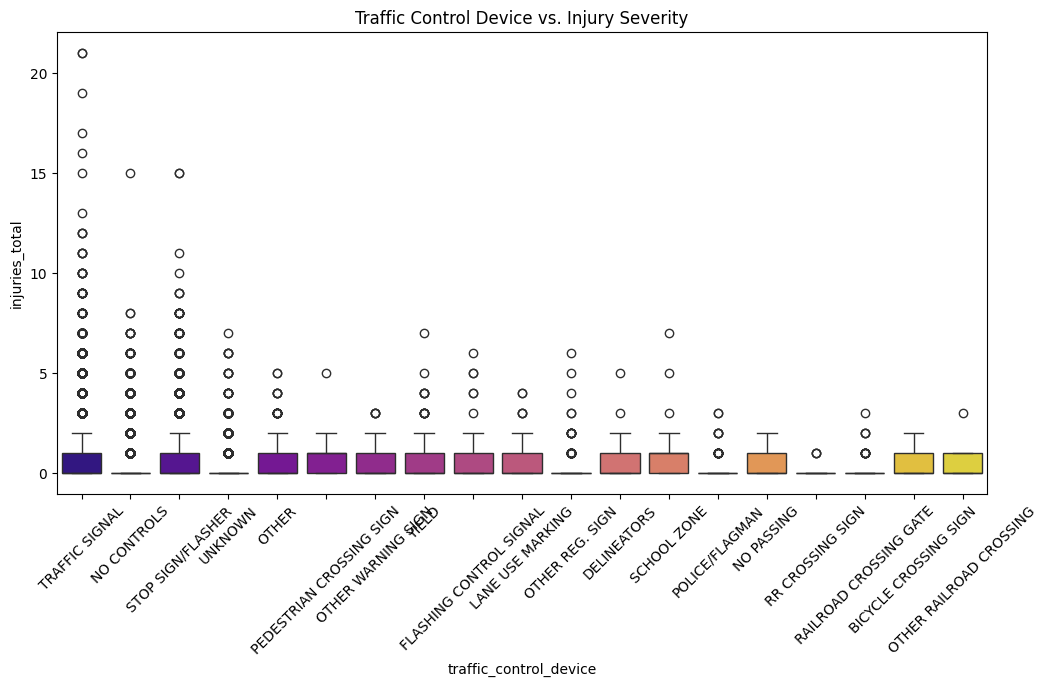 Traffic Control Device vs. Injury Severity
20
15
10
5
0
injuries_total
TRAFFIC SIGNAL
NO CONTROLS
STOP SIGN/FLASHER
UNKNOWN
OTHER
PEDESTRIAN CROSSING SIGN
OTHER WARNING SIGN
YIELD
FLASHING CONTROL SIGNAL
LANE USE MARKING
OTHER REG. SIGN
DELINEATORS
SCHOOL ZONE
POLICE/FLAGMAN
NO PASSING
RR CROSSING SIGN
RAILROAD CROSSING GATE
BICYCLE CROSSING SIGN
OTHER RAILROAD CROSSING
traffic_control_device